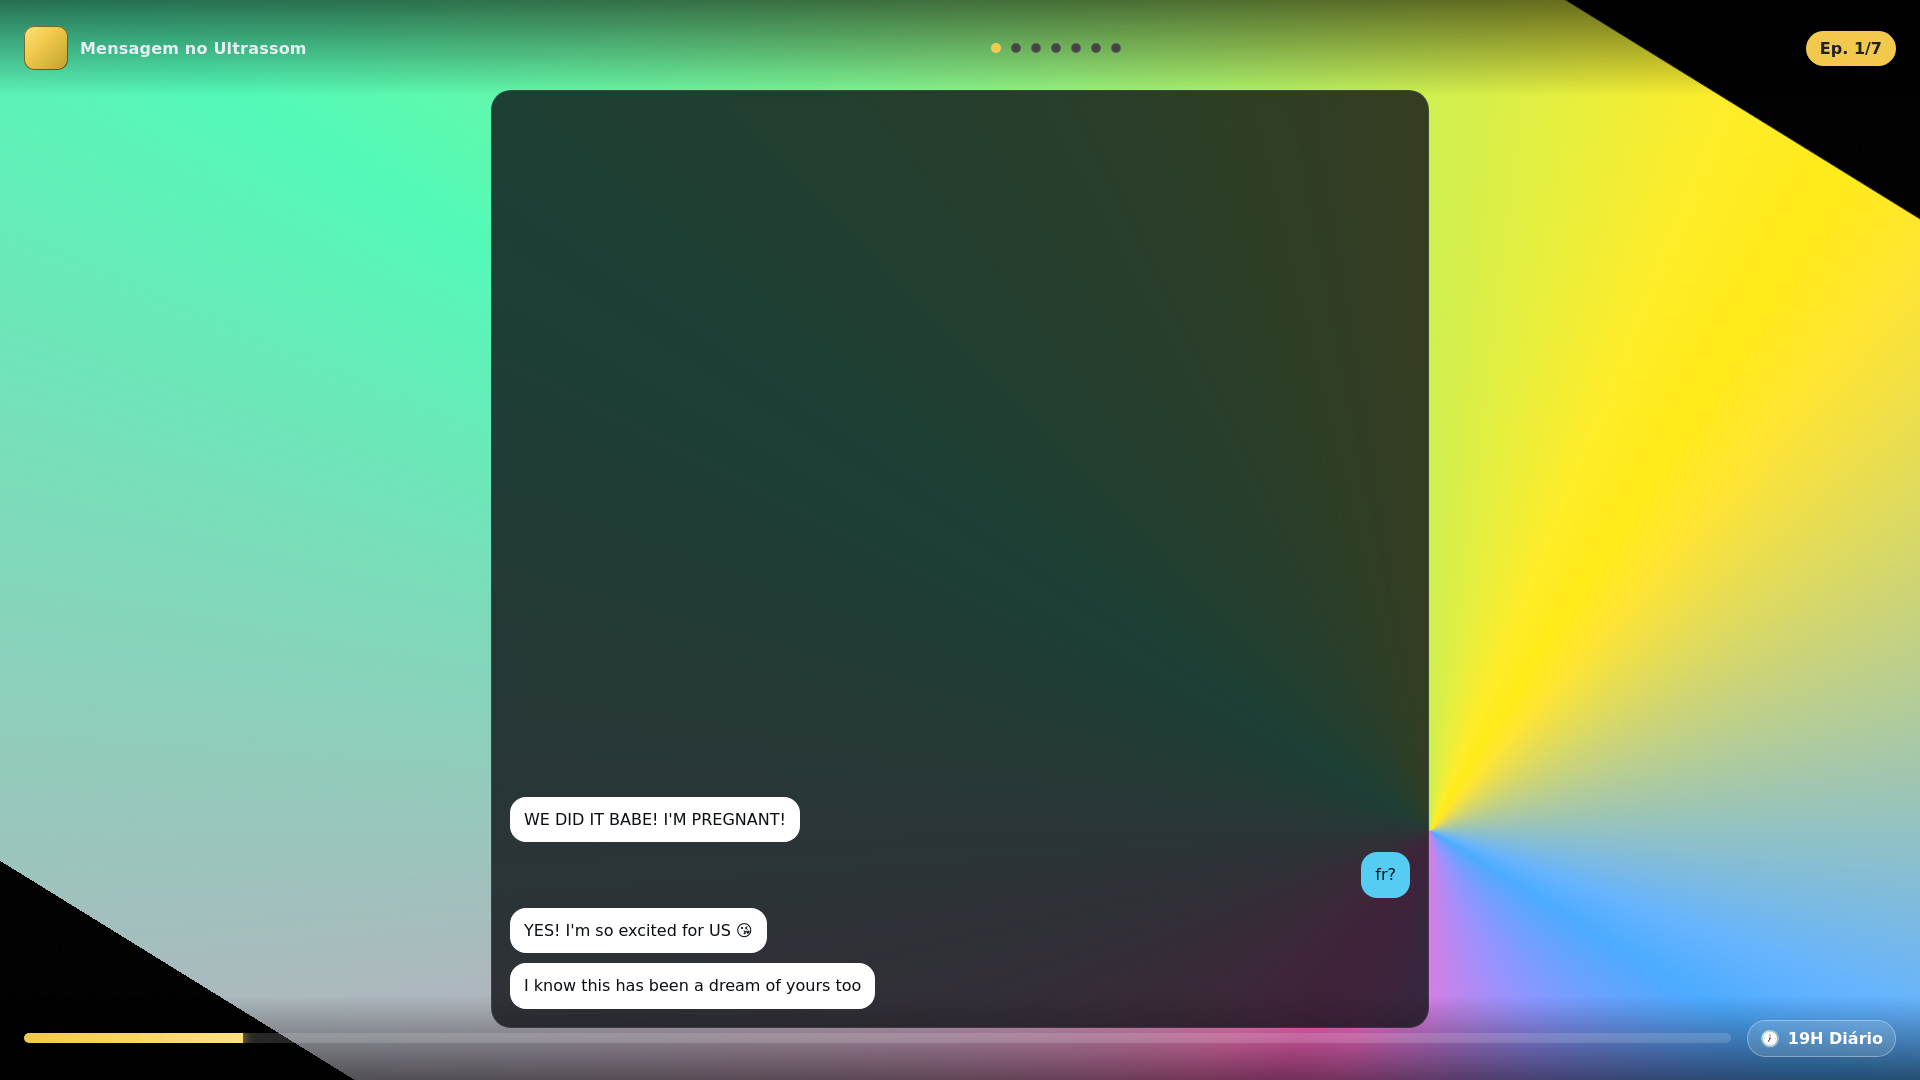 Mensagem no Ultrassom
Ep. 1/7
WE DID IT BABE! I'M PREGNANT!
fr?
YES! I'm so excited for US 😘
I know this has been a dream of yours too
🕖 19H Diário